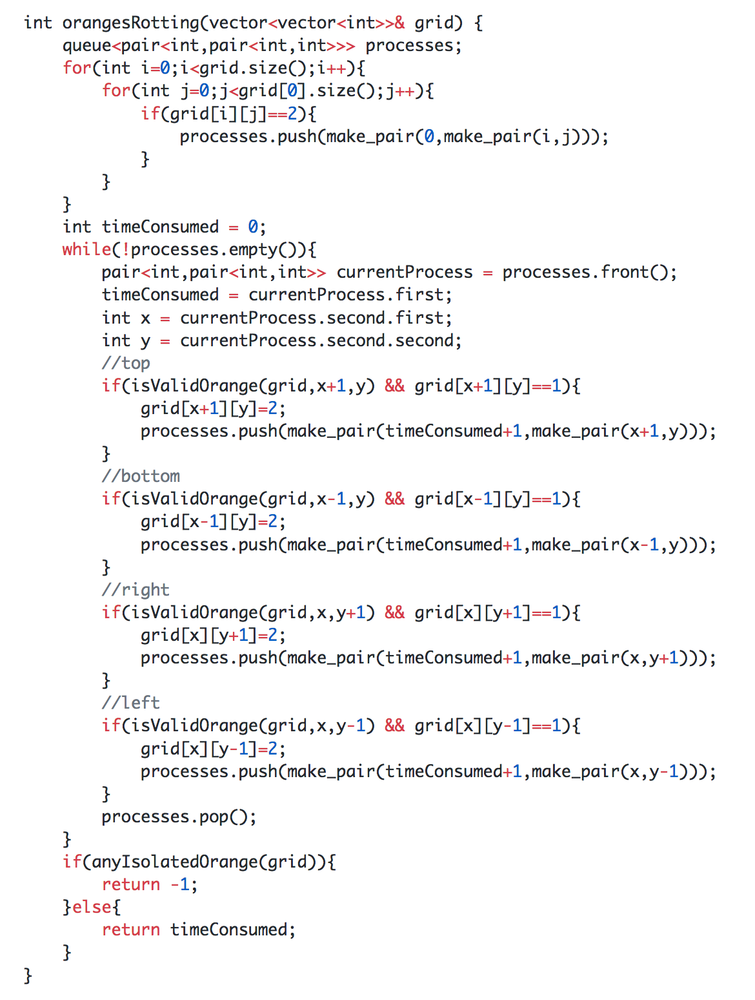 int orangesRotting(vector<vector<int>>& grid) {
    queue<pair<int,pair<int,int>>> processes;
    for(int i=0;i<grid.size();i++){
        for(int j=0;j<grid[0].size();j++){
            if(grid[i][j]==2){
                processes.push(make_pair(0,make_pair(i,j)));
            }
        }
    }
    int timeConsumed = 0;
    while(!processes.empty()){
        pair<int,pair<int,int>> currentProcess = processes.front();
        timeConsumed = currentProcess.first;
        int x = currentProcess.second.first;
        int y = currentProcess.second.second;
        //top
        if(isValidOrange(grid,x+1,y) && grid[x+1][y]==1){
            grid[x+1][y]=2;
            processes.push(make_pair(timeConsumed+1,make_pair(x+1,y)));
        }
        //bottom
        if(isValidOrange(grid,x-1,y) && grid[x-1][y]==1){
            grid[x-1][y]=2;
            processes.push(make_pair(timeConsumed+1,make_pair(x-1,y)));
        }
        //right
        if(isValidOrange(grid,x,y+1) && grid[x][y+1]==1){
            grid[x][y+1]=2;
            processes.push(make_pair(timeConsumed+1,make_pair(x,y+1)));
        }
        //left
        if(isValidOrange(grid,x,y-1) && grid[x][y-1]==1){
            grid[x][y-1]=2;
            processes.push(make_pair(timeConsumed+1,make_pair(x,y-1)));
        }
        processes.pop();
    }
    if(anyIsolatedOrange(grid)){
        return -1;
    }else{
        return timeConsumed;
    }
}